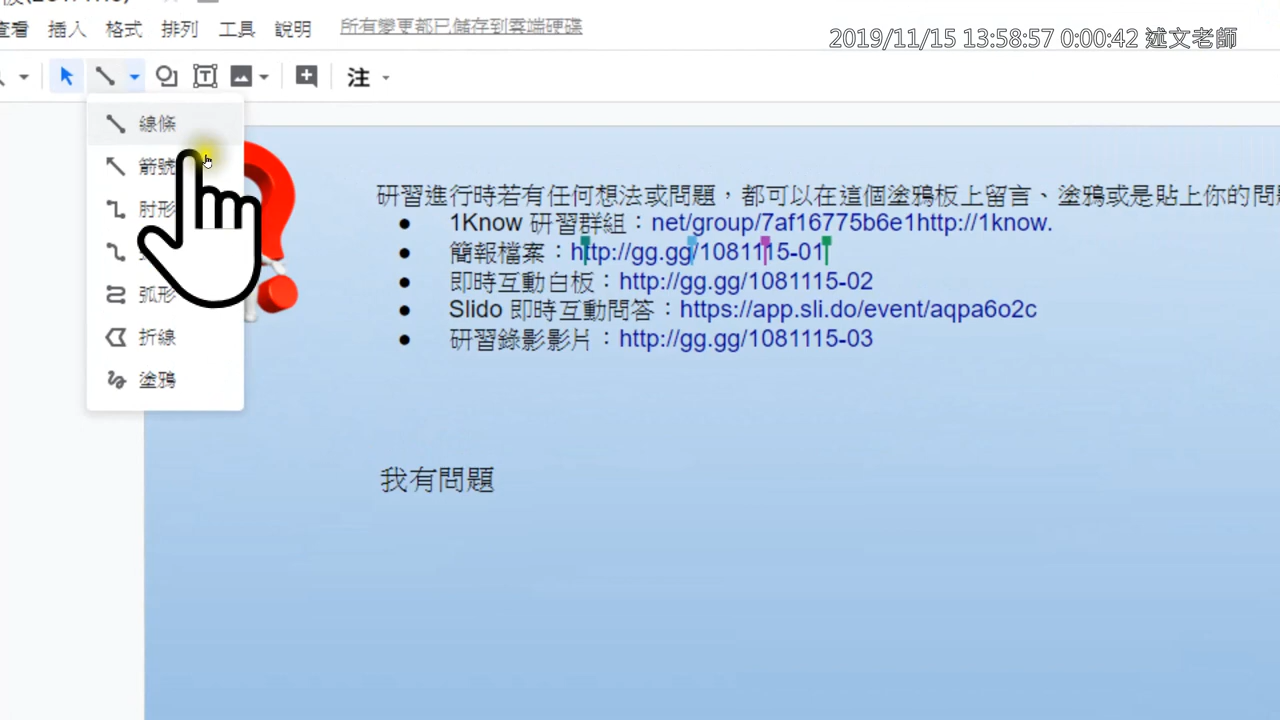 查看 插入 格式 排列 工具 說明 所有變更都已儲存到雲端硬碟
2019/11/15 13:58:57 0:00:42 述文老師
注
線條
箭號
肘形
弧形
折線
塗鴉
研習進行時若有任何想法或問題，都可以在這個塗鴉板上留言、塗鴉或是貼上你的問
● 1Know 研習群組：net/group/7af16775b6e1http://1know.
● 簡報檔案：http://gg.gg/1081115-01
● 即時互動白板：http://gg.gg/1081115-02
● Slido 即時互動問答：https://app.sli.do/event/aqpa6o2c
● 研習錄影影片：http://gg.gg/1081115-03
我有問題